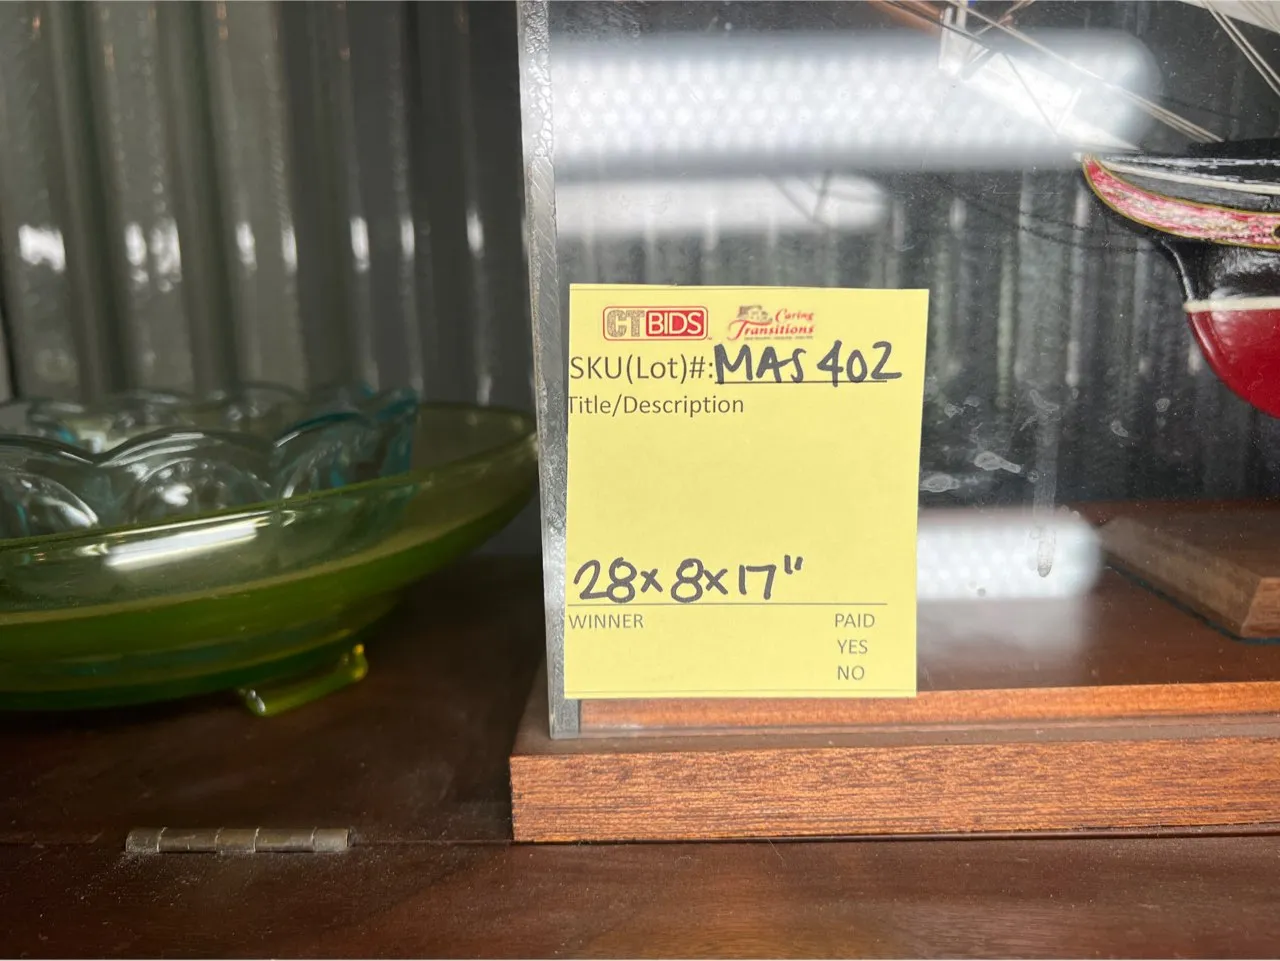 CTBIDS Caring Transitions
SKU(Lot)#: MAS 402
Title/Description
28x8x17"
WINNER PAID
YES
NO